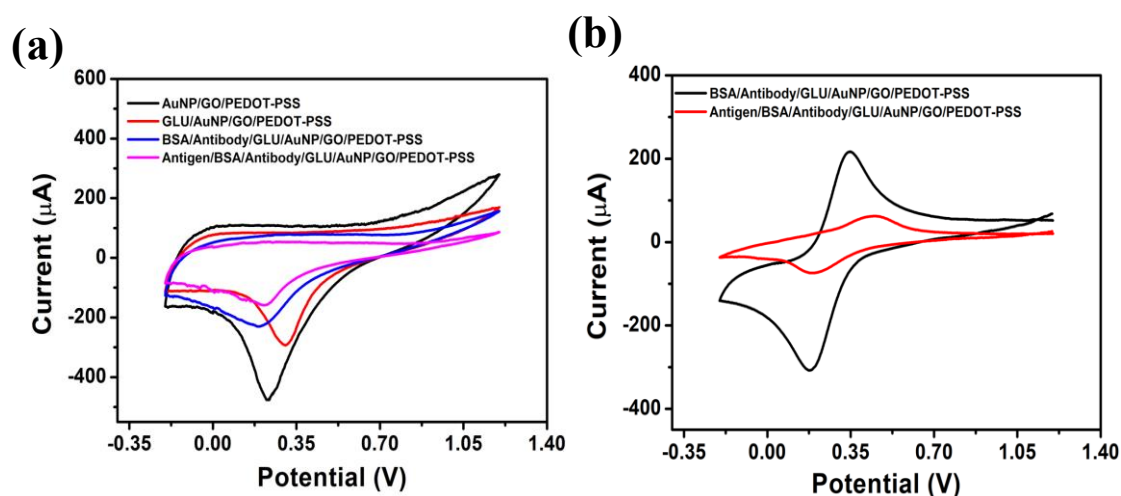 (a)
600
400
200
0
-200
-400
Current (μA)
AuNP/GO/PEDOT-PSS
GLU/AuNP/GO/PEDOT-PSS
BSA/Antibody/GLU/AuNP/GO/PEDOT-PSS
Antigen/BSA/Antibody/GLU/AuNP/GO/PEDOT-PSS
-0.35 0.00 0.35 0.70 1.05 1.40
Potential (V)
(b)
400
200
0
-200
-400
Current (μA)
BSA/Antibody/GLU/AuNP/GO/PEDOT-PSS
Antigen/BSA/Antibody/GLU/AuNP/GO/PEDOT-PSS
-0.35 0.00 0.35 0.70 1.05 1.40
Potential (V)